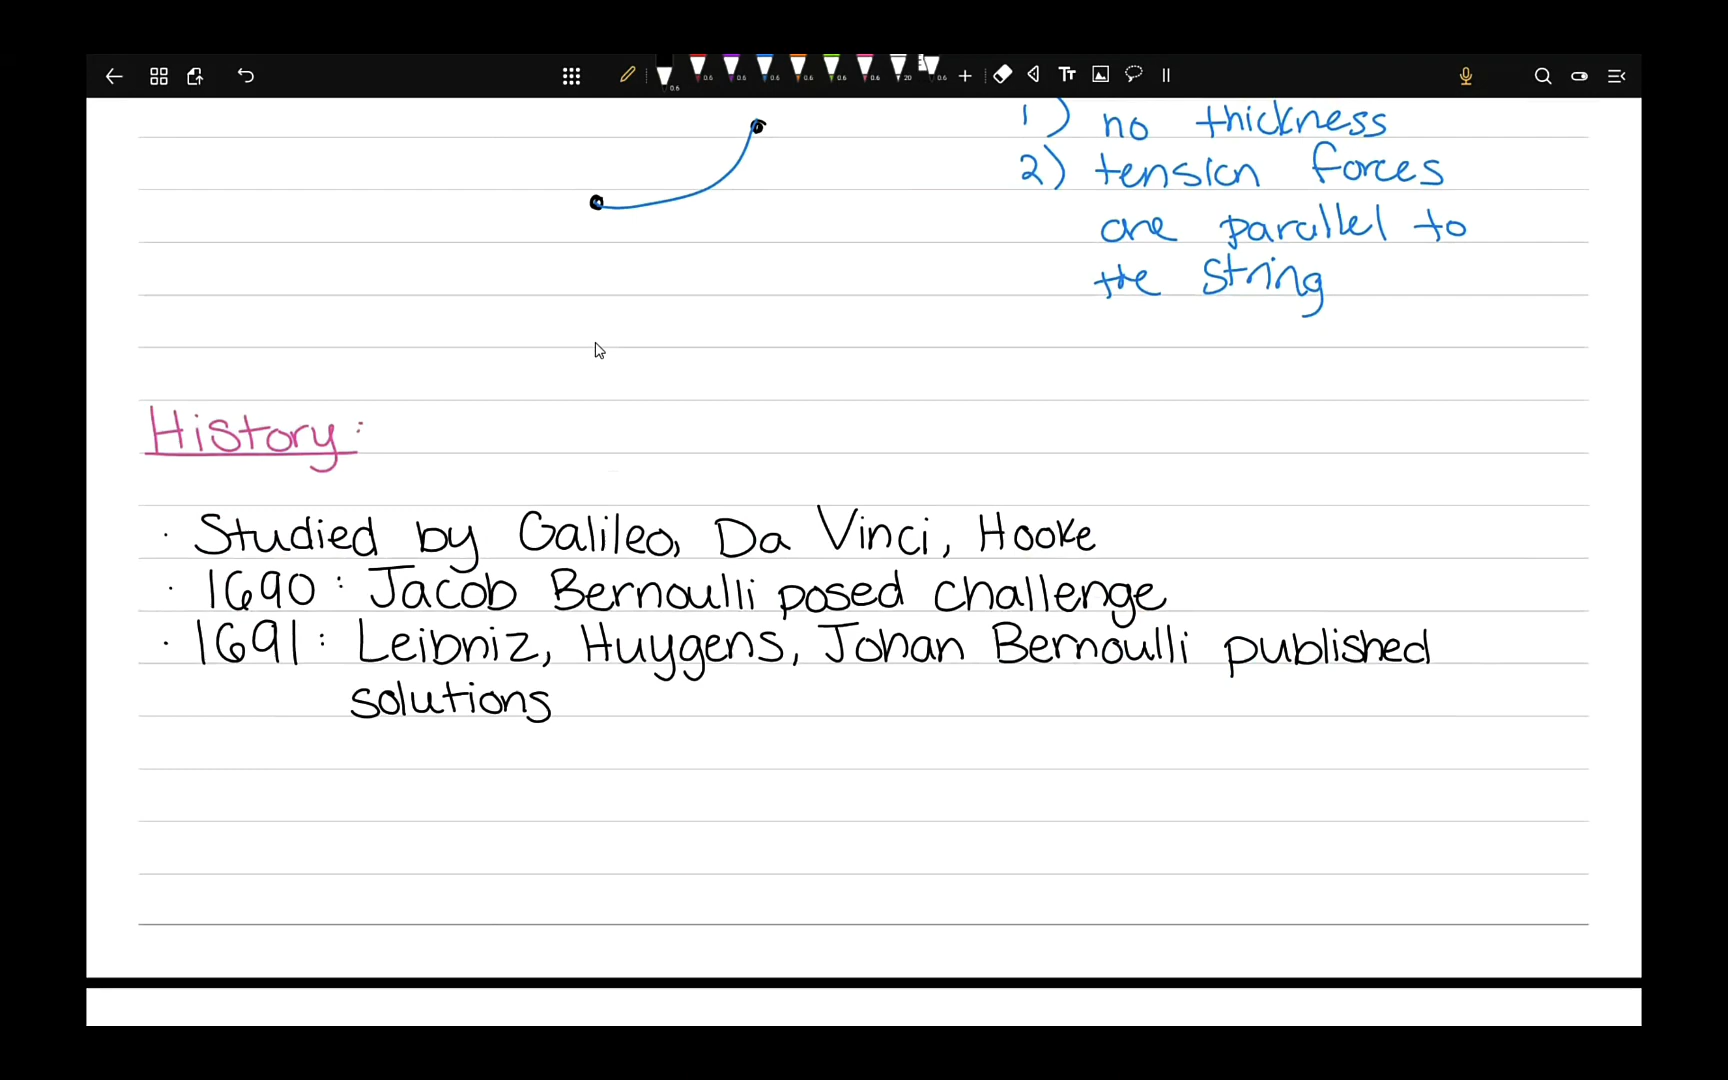 1) no thickness
2) tension forces
are parallel to
the string
History:
· Studied by Galileo, Da Vinci, Hooke
· 1690: Jacob Bernoulli posed challenge
· 1691: Leibniz, Huygens, Johan Bernoulli published
solutions